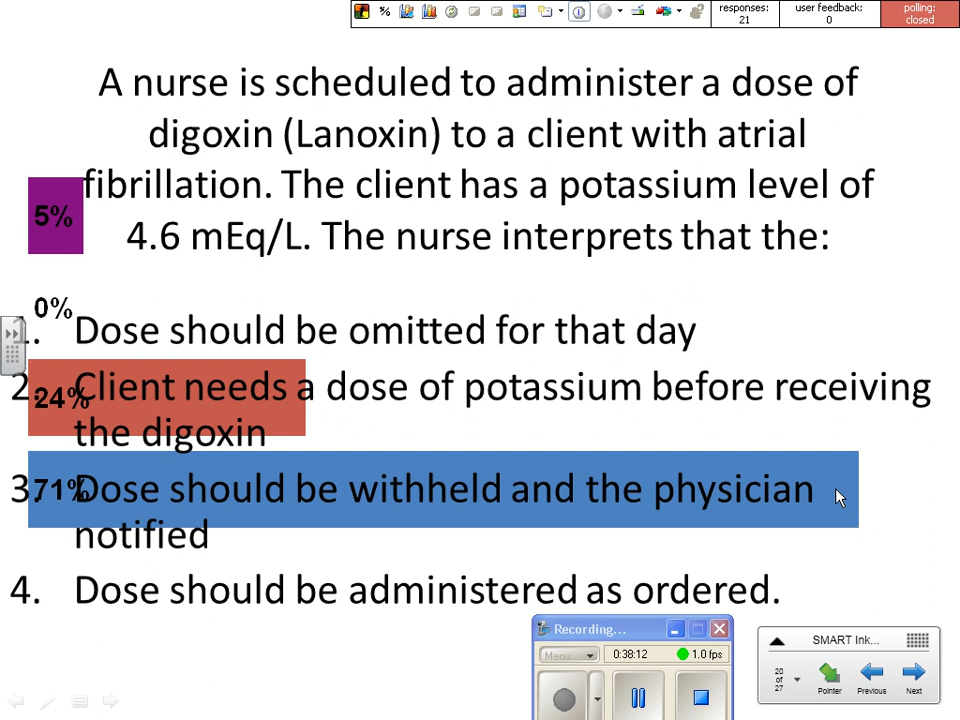 responses:
21
user feedback:
0
polling:
closed
A nurse is scheduled to administer a dose of
digoxin (Lanoxin) to a client with atrial
fibrillation. The client has a potassium level of
4.6 mEq/L. The nurse interprets that the:
5%
0%
1. Dose should be omitted for that day
24%
2. Client needs a dose of potassium before receiving
the digoxin
71%
3. Dose should be withheld and the physician
notified
4. Dose should be administered as ordered.
Recording...
Menu
0:38:12
1.0 fps
SMART Ink...
20
of
27
Pointer
Previous
Next